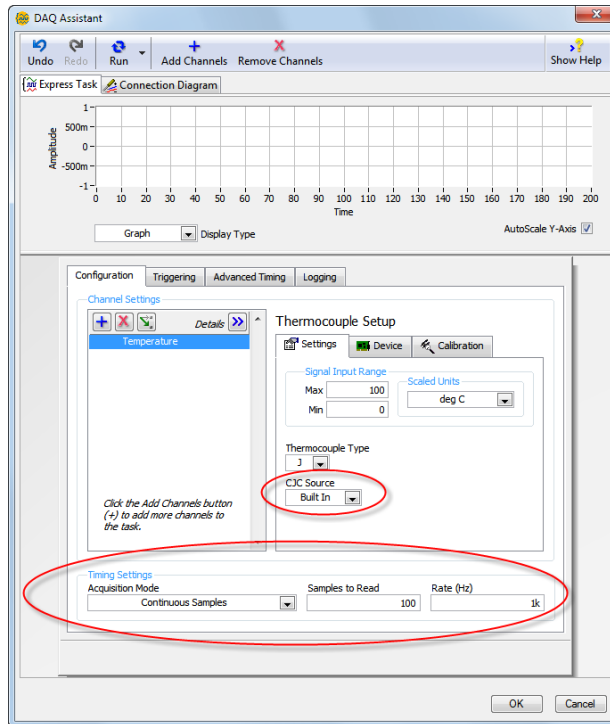 DAQ Assistant
Undo Redo Run Add Channels Remove Channels Show Help
Express Task Connection Diagram
Amplitude
1
500m
0
-500m
-1
0 10 20 30 40 50 60 70 80 90 100 110 120 130 140 150 160 170 180 190 200
Time
Graph Display Type AutoScale Y-Axis
Configuration Triggering Advanced Timing Logging
Channel Settings
Details
Temperature
Click the Add Channels button
(+) to add more channels to
the task.
Thermocouple Setup
Settings Device Calibration
Signal Input Range
Max 100
Min 0
Scaled Units
deg C
Thermocouple Type
J
CJC Source
Built In
Timing Settings
Acquisition Mode Samples to Read Rate (Hz)
Continuous Samples 100 1k
OK Cancel